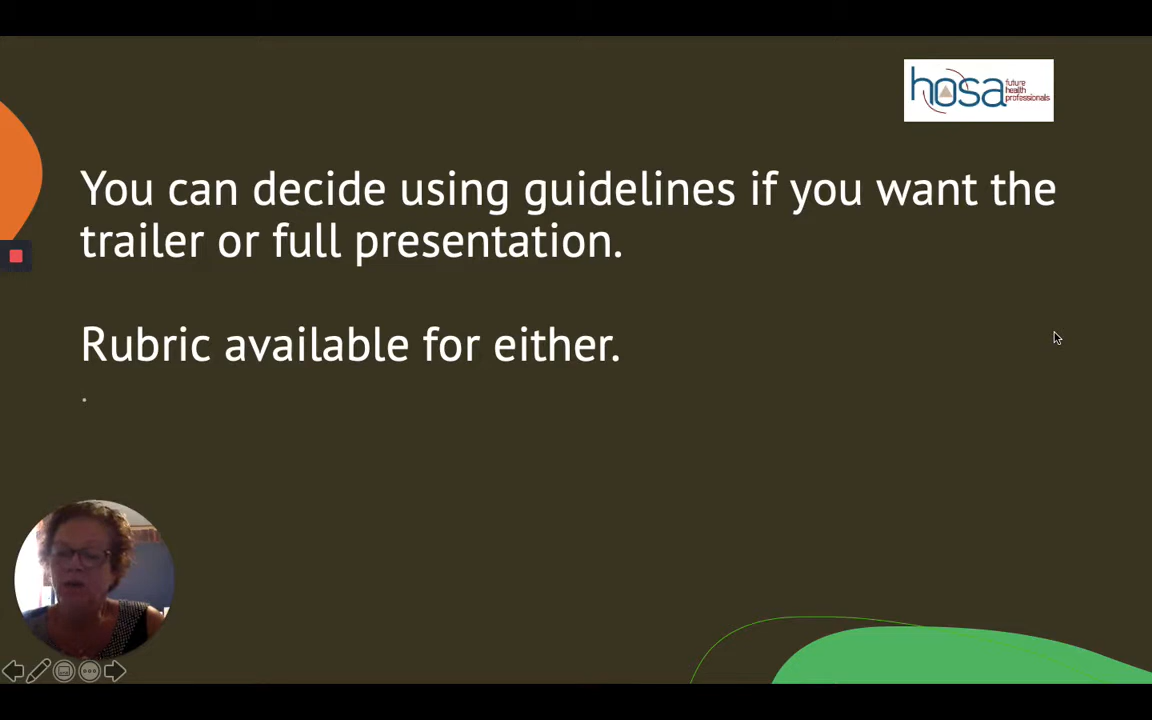 hosa
future
health
professionals
You can decide using guidelines if you want the
trailer or full presentation.
Rubric available for either.
.